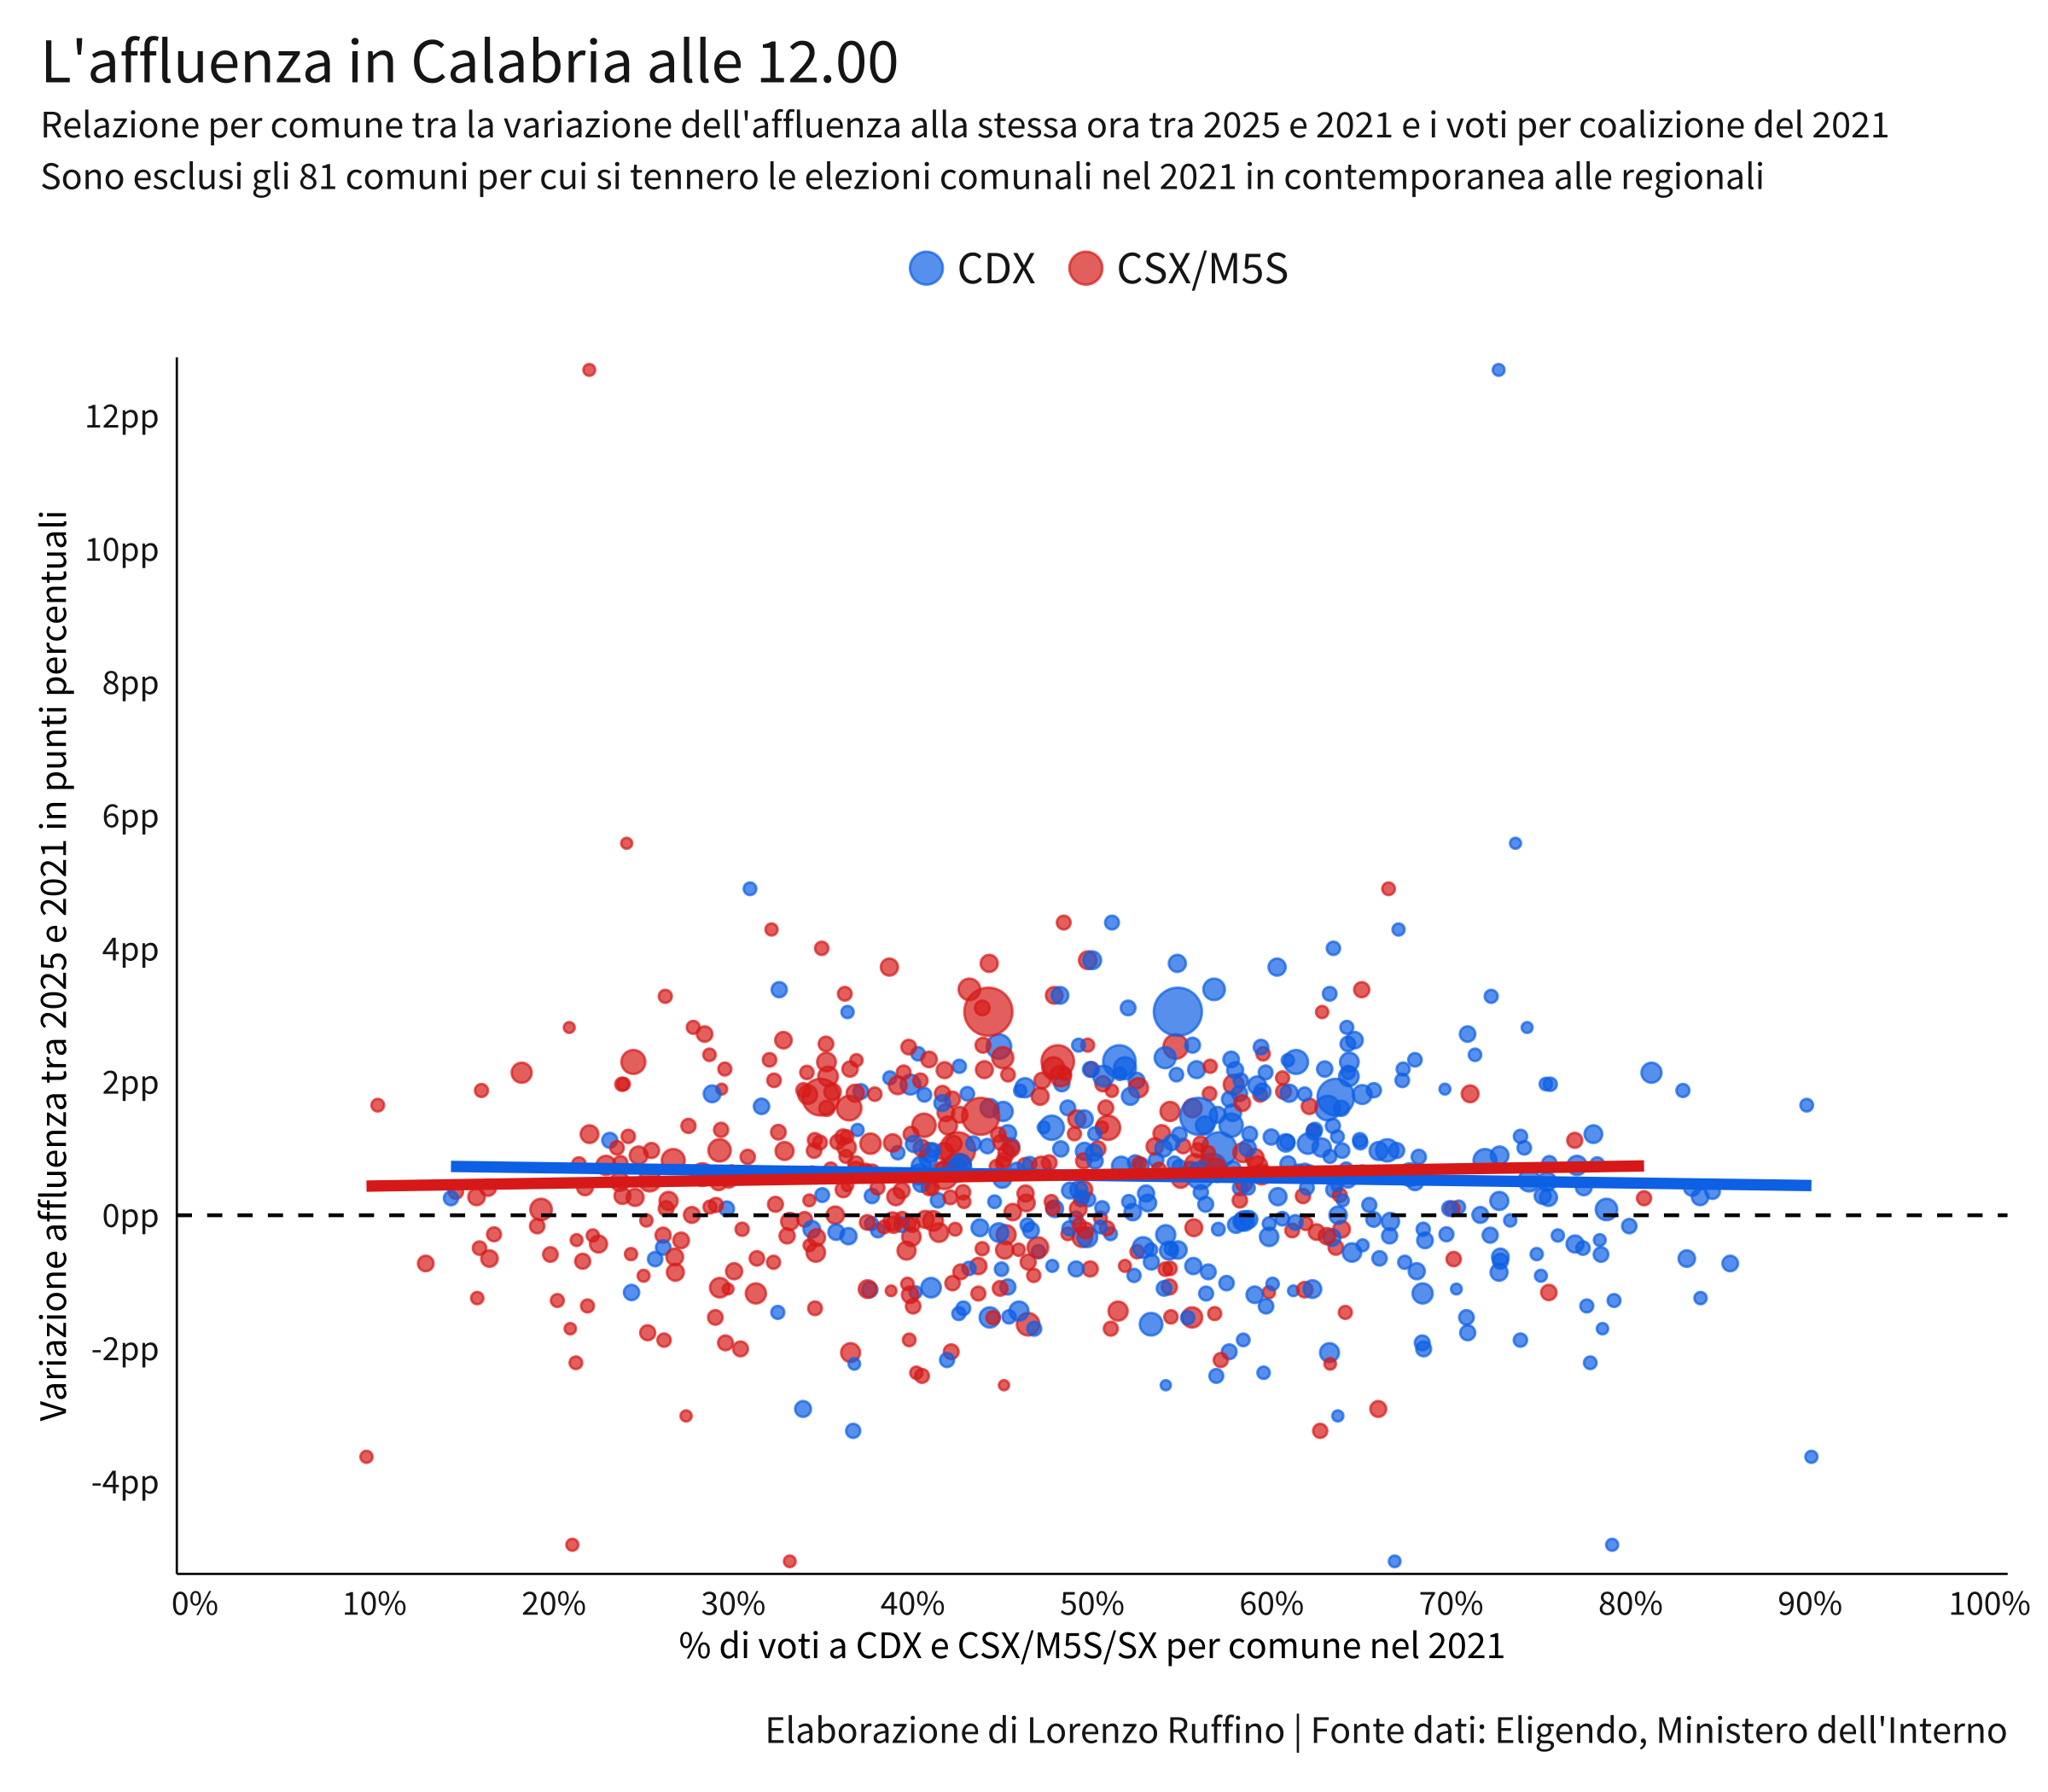 L'affluenza in Calabria alle 12.00
Relazione per comune tra la variazione dell'affluenza alla stessa ora tra 2025 e 2021 e i voti per coalizione del 2021
Sono esclusi gli 81 comuni per cui si tennero le elezioni comunali nel 2021 in contemporanea alle regionali
CDX CSX/M5S
Variazione affluenza tra 2025 e 2021 in punti percentuali
12pp
10pp
8pp
6pp
4pp
2pp
0pp
-2pp
-4pp
0% 10% 20% 30% 40% 50% 60% 70% 80% 90% 100%
% di voti a CDX e CSX/M5S/SX per comune nel 2021
Elaborazione di Lorenzo Ruffino | Fonte dati: Eligendo, Ministero dell'Interno